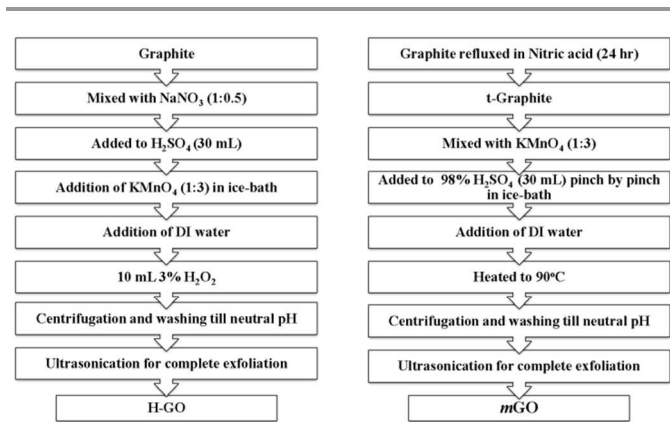 Graphite
Mixed with NaNO₃ (1:0.5)
Added to H₂SO₄ (30 mL)
Addition of KMnO₄ (1:3) in ice-bath
Addition of DI water
10 mL 3% H₂O₂
Centrifugation and washing till neutral pH
Ultrasonication for complete exfoliation
H-GO
Graphite refluxed in Nitric acid (24 hr)
t-Graphite
Mixed with KMnO₄ (1:3)
Added to 98% H₂SO₄ (30 mL) pinch by pinch
in ice-bath
Addition of DI water
Heated to 90°C
Centrifugation and washing till neutral pH
Ultrasonication for complete exfoliation
mGO